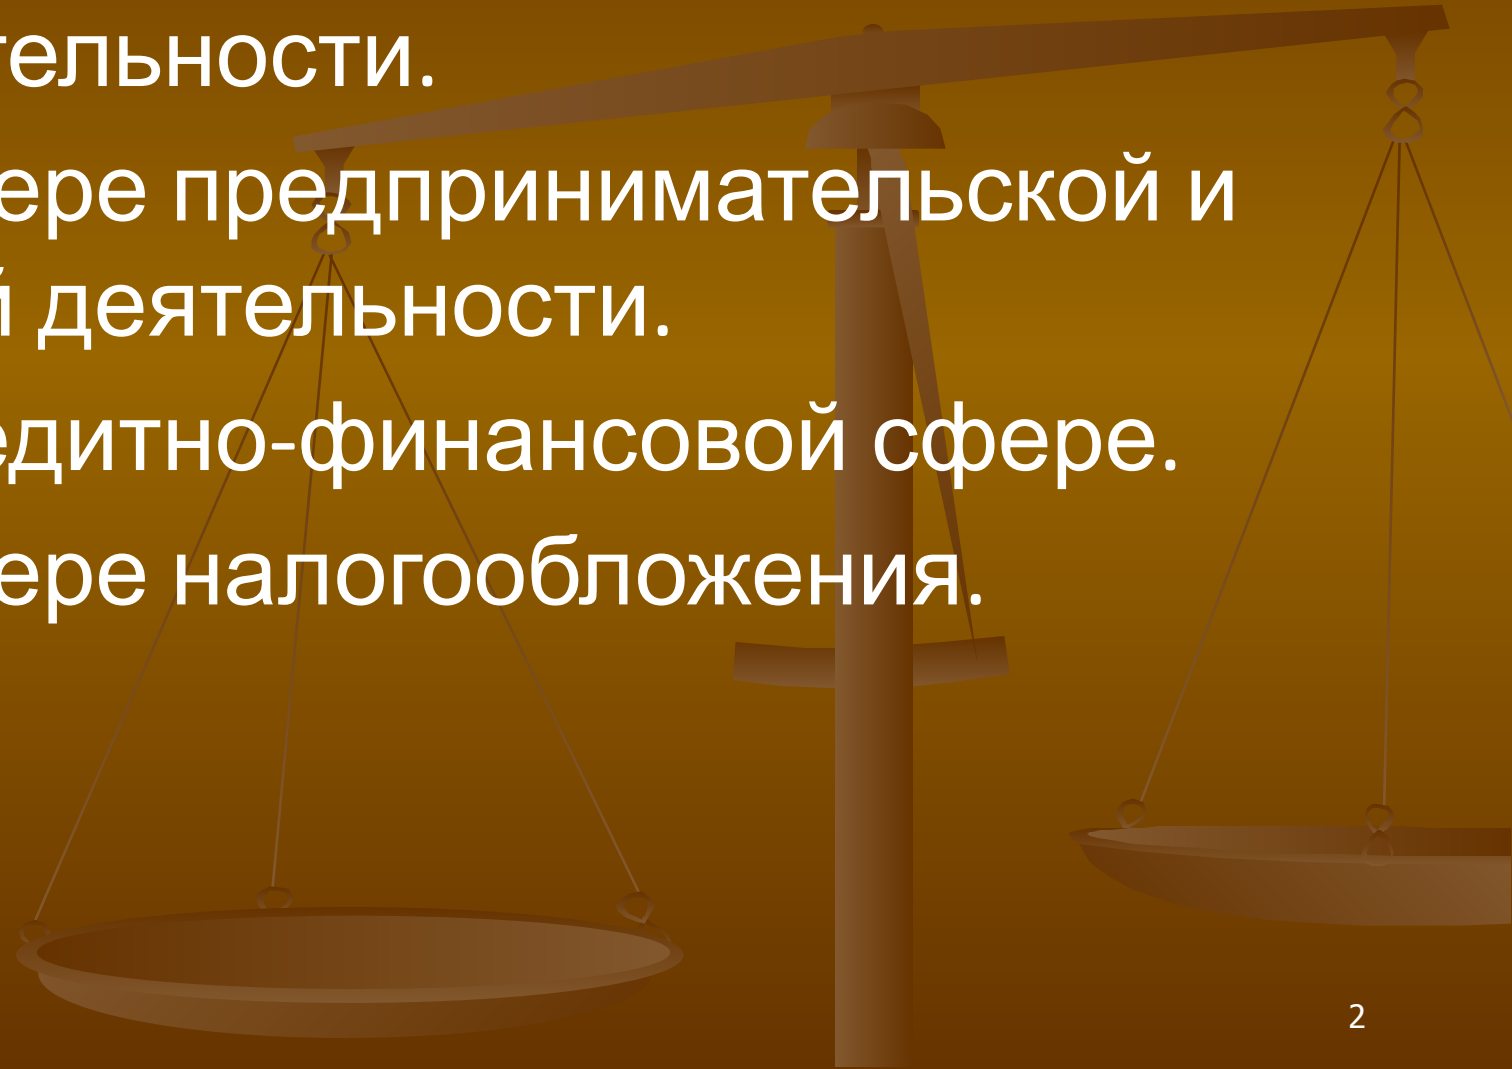 тельности.
ере предпринимательской и
й деятельности.
едитно-финансовой сфере.
ере налогообложения.
2